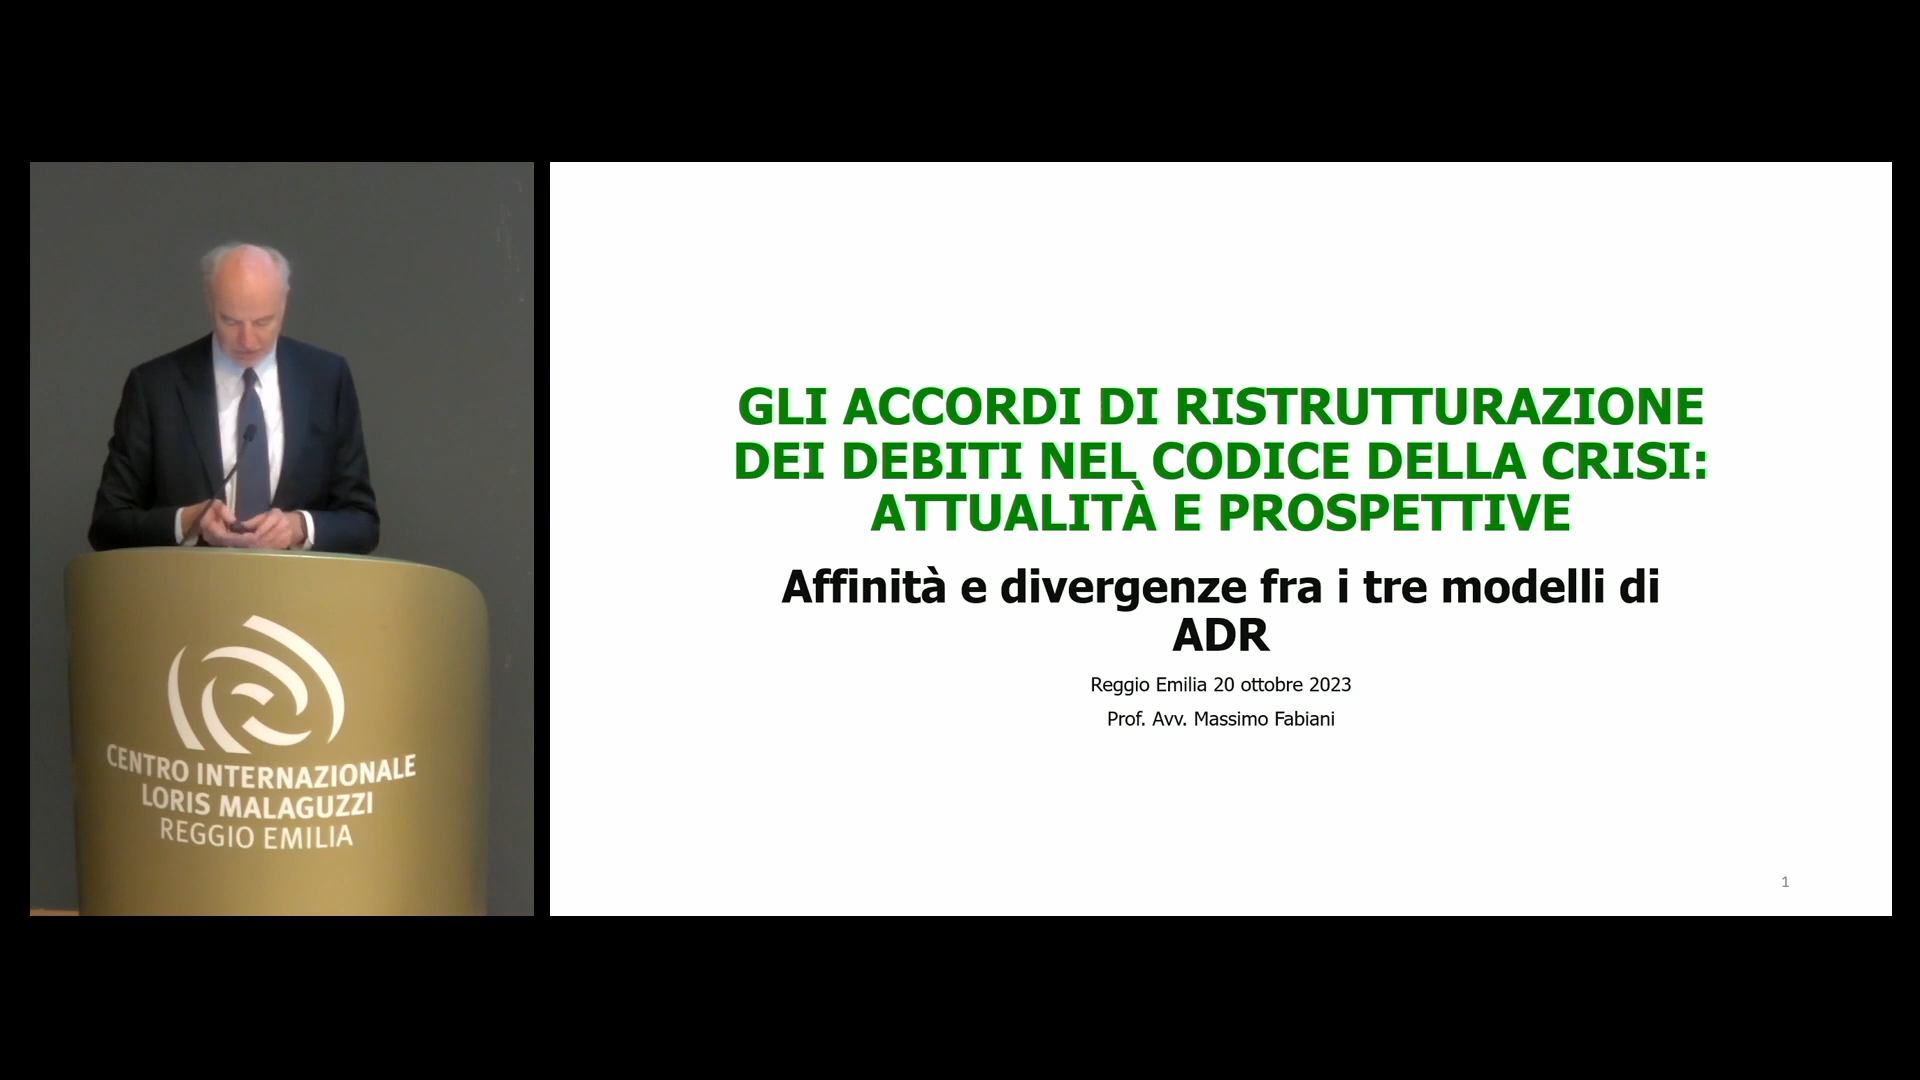 CENTRO INTERNAZIONALE
LORIS MALAGUZZI
REGGIO EMILIA
GLI ACCORDI DI RISTRUTTURAZIONE
DEI DEBITI NEL CODICE DELLA CRISI:
ATTUALITÀ E PROSPETTIVE
Affinità e divergenze fra i tre modelli di
ADR
Reggio Emilia 20 ottobre 2023
Prof. Avv. Massimo Fabiani
1